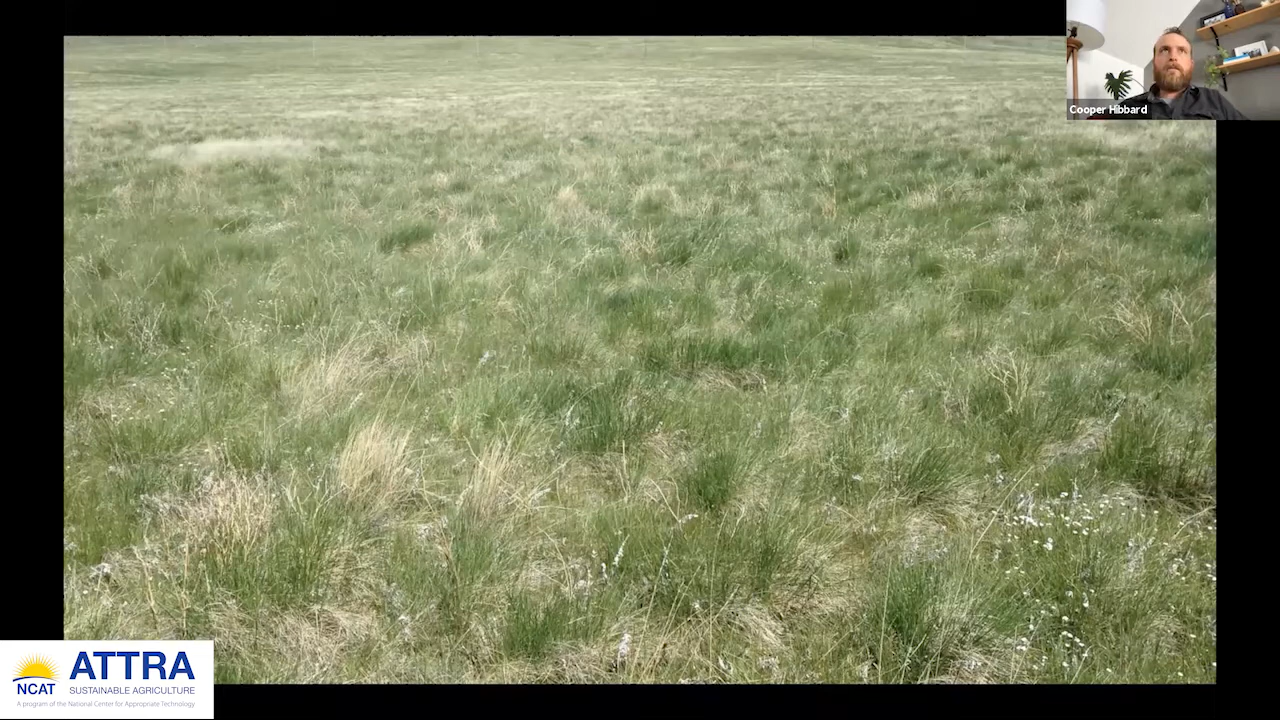 Cooper Hibbard
NCAT
ATTRA
SUSTAINABLE AGRICULTURE
A program of the National Center for Appropriate Technology